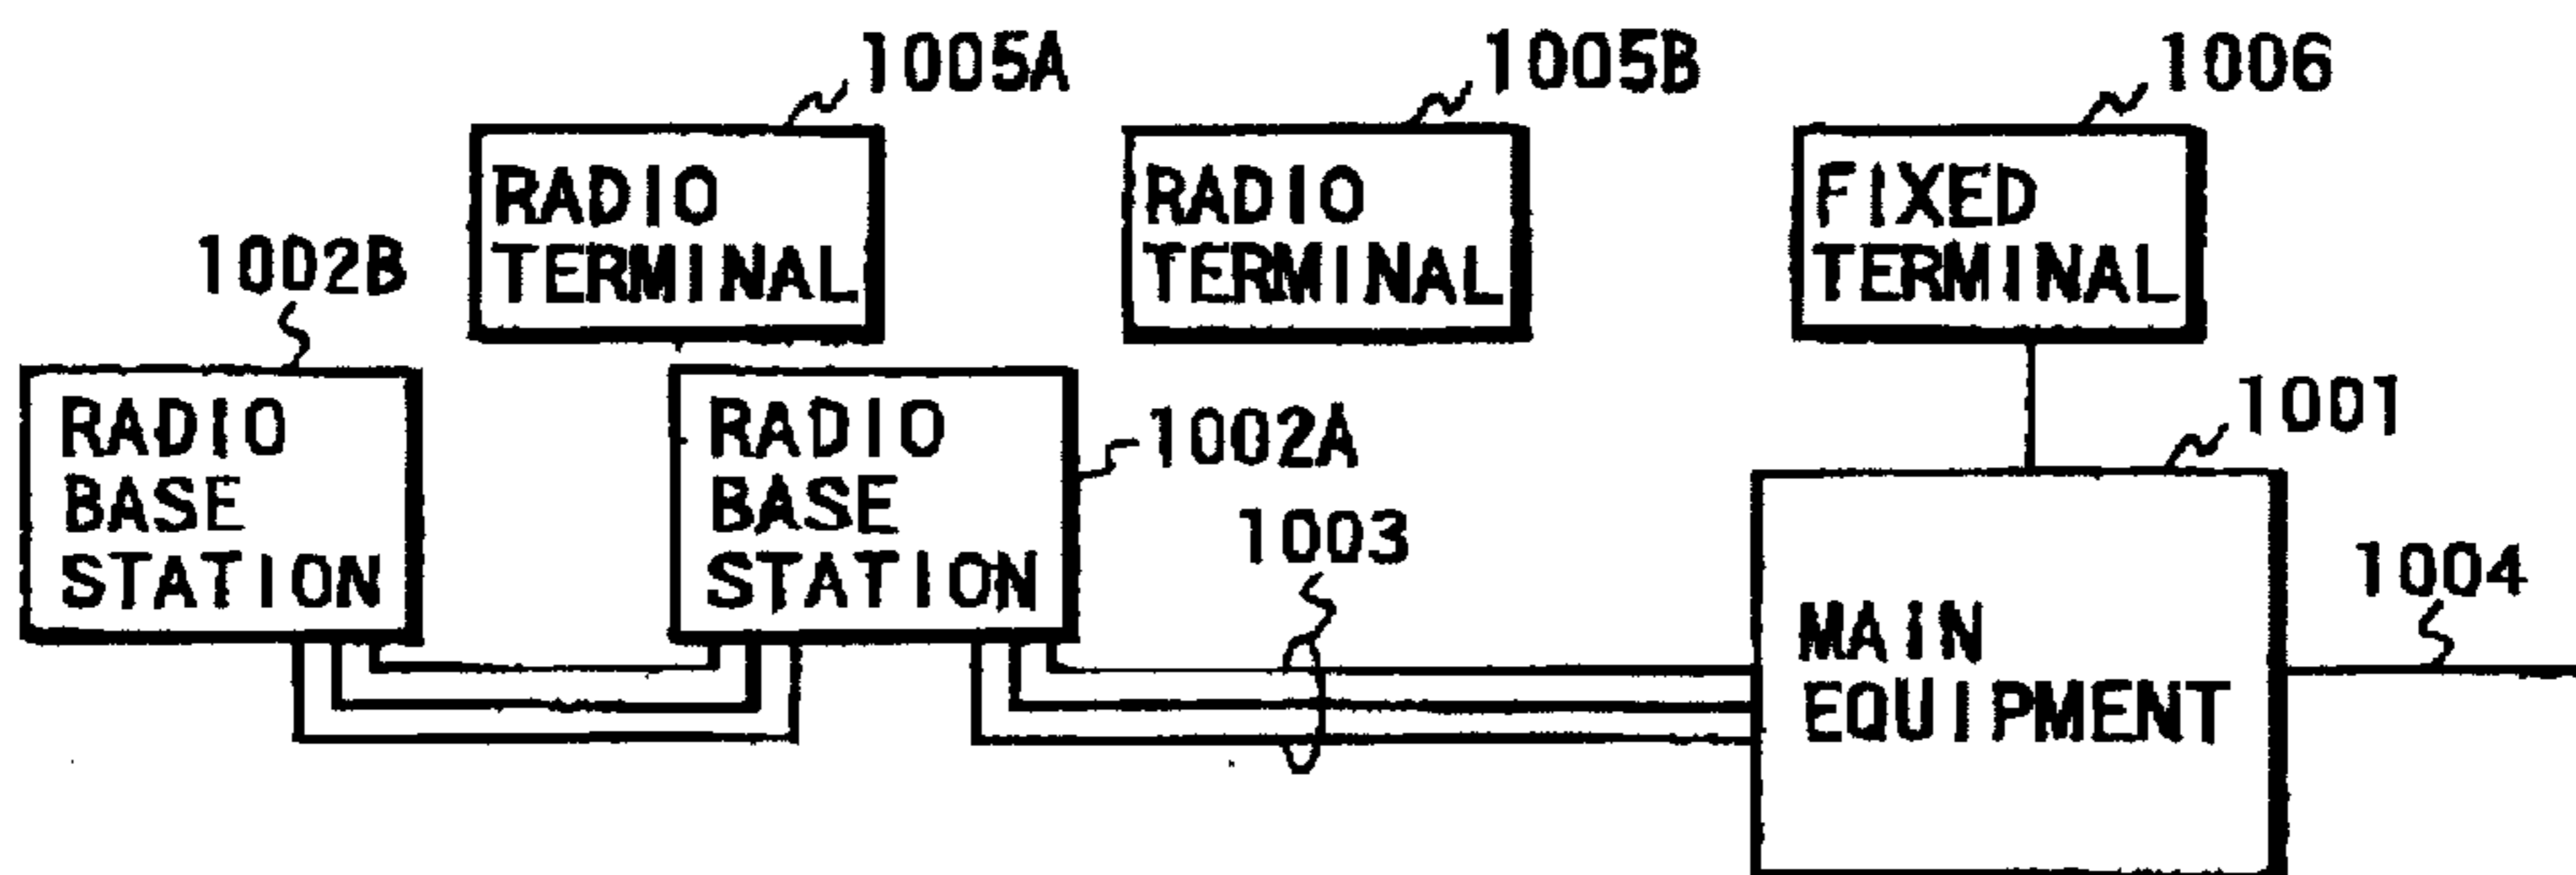 1005A
1005B
1006
RADIO
TERMINAL
RADIO
TERMINAL
FIXED
TERMINAL
1002B
RADIO
BASE
STATION
RADIO
BASE
STATION
1002A
1001
1003
1004
MAIN
EQUIPMENT